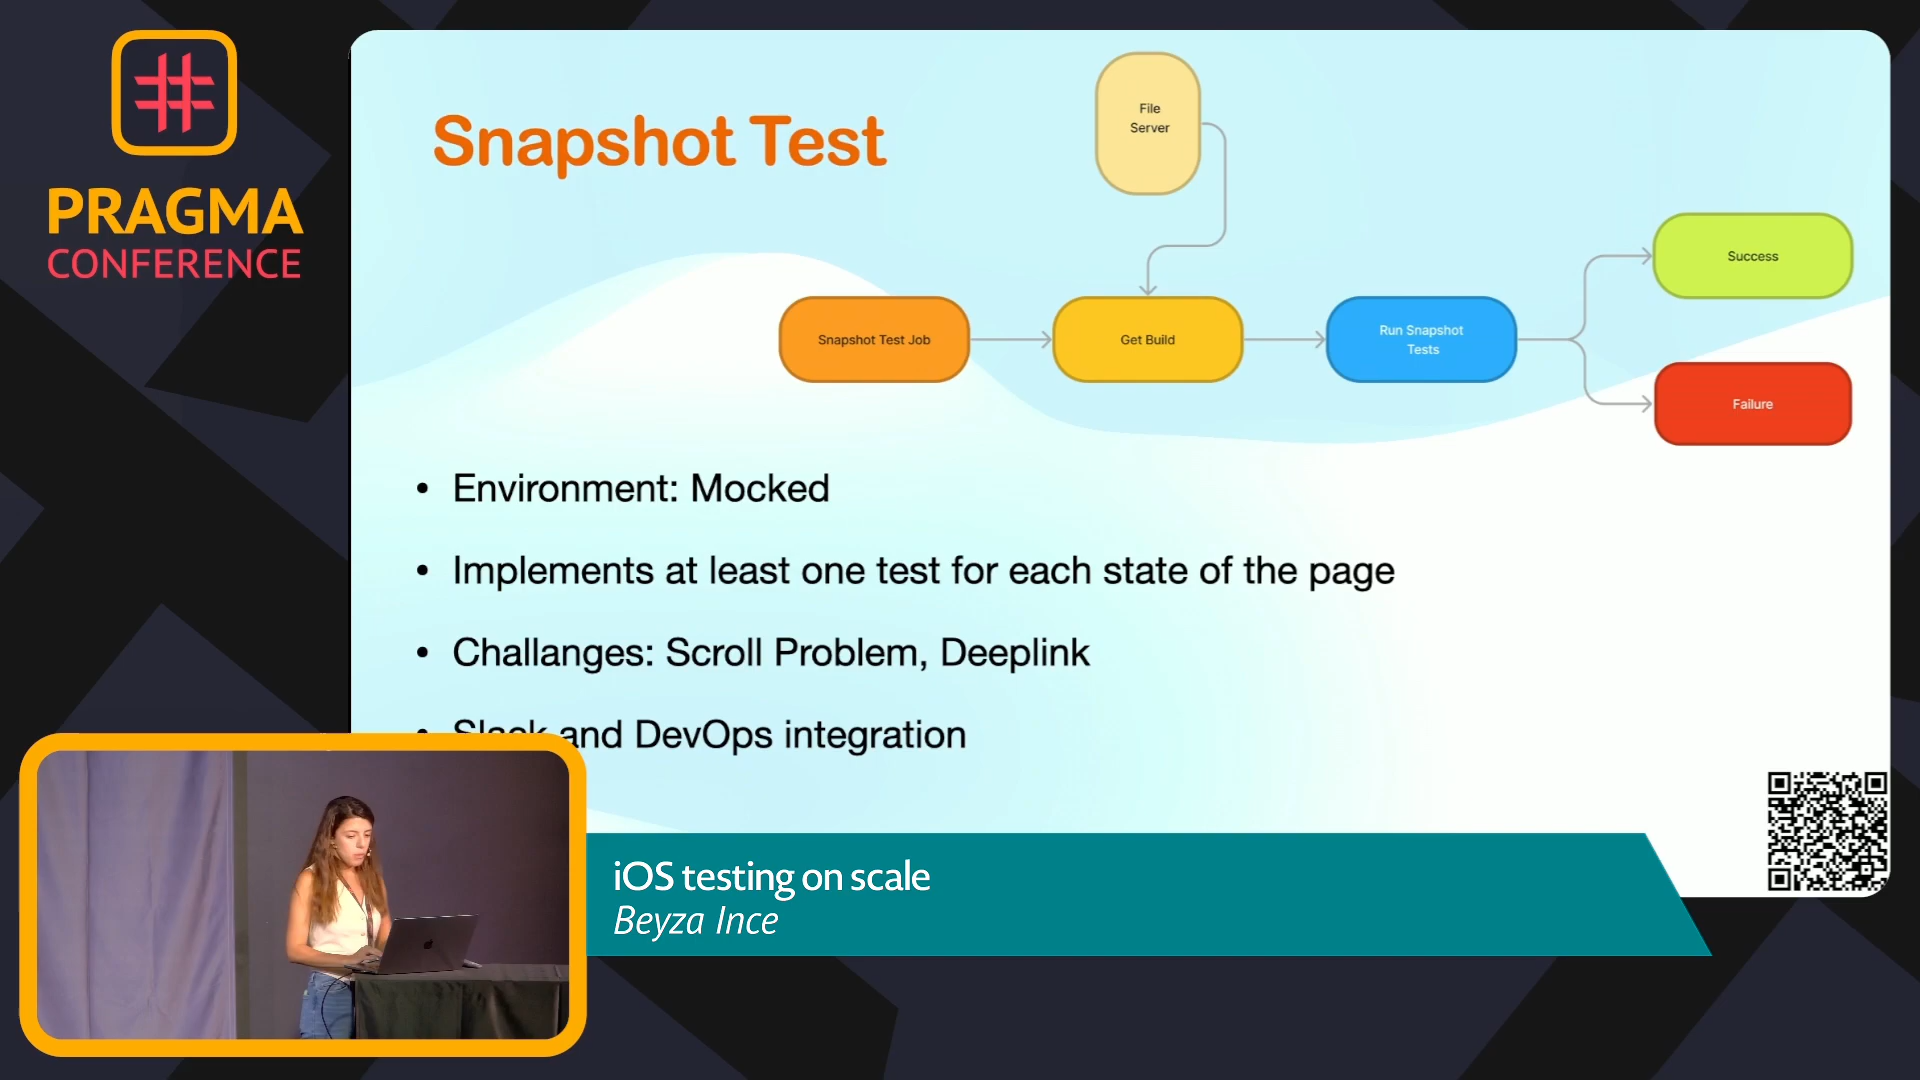 PRAGMA
CONFERENCE
Snapshot Test
File
Server
Snapshot Test Job
Get Build
Run Snapshot
Tests
Success
Failure
• Environment: Mocked
• Implements at least one test for each state of the page
• Challanges: Scroll Problem, Deeplink
• Slack and DevOps integration
iOS testing on scale
Beyza Ince